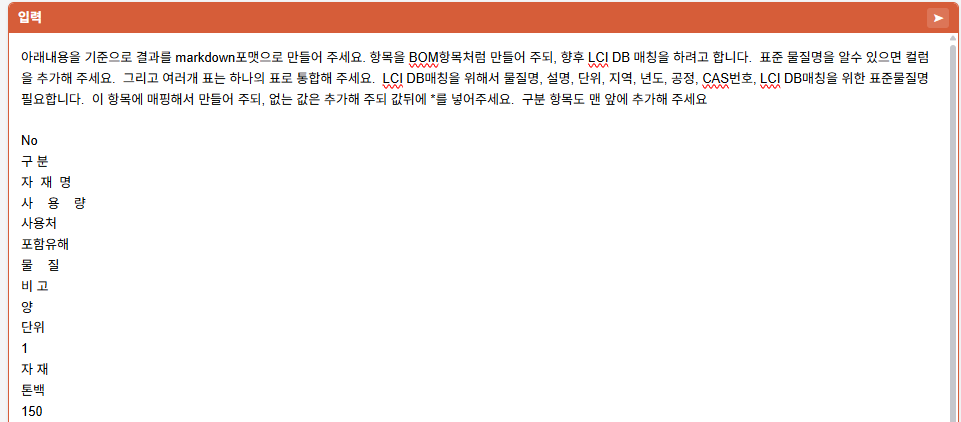 입력
아래내용을 기준으로 결과를 markdown포맷으로 만들어 주세요. 항목을 BOM항목처럼 만들어 주되, 향후 LCI DB 매칭을 하려고 합니다.  표준 물질명을 알수 있으면 컬럼
을 추가해 주세요.  그리고 여러개 표는 하나의 표로 통합해 주세요.  LCI DB매칭을 위해서 물질명, 설명, 단위, 지역, 년도, 공정, CAS번호, LCI DB매칭을 위한 표준물질명
필요합니다.  이 항목에 매핑해서 만들어 주되, 없는 값은 추가해 주되 값뒤에 *를 넣어주세요.  구분 항목도 맨 앞에 추가해 주세요
No
구 분
자  재  명
사    용    량
사용처
포함유해
물    질
비 고
양
단위
1
자 재
톤백
150